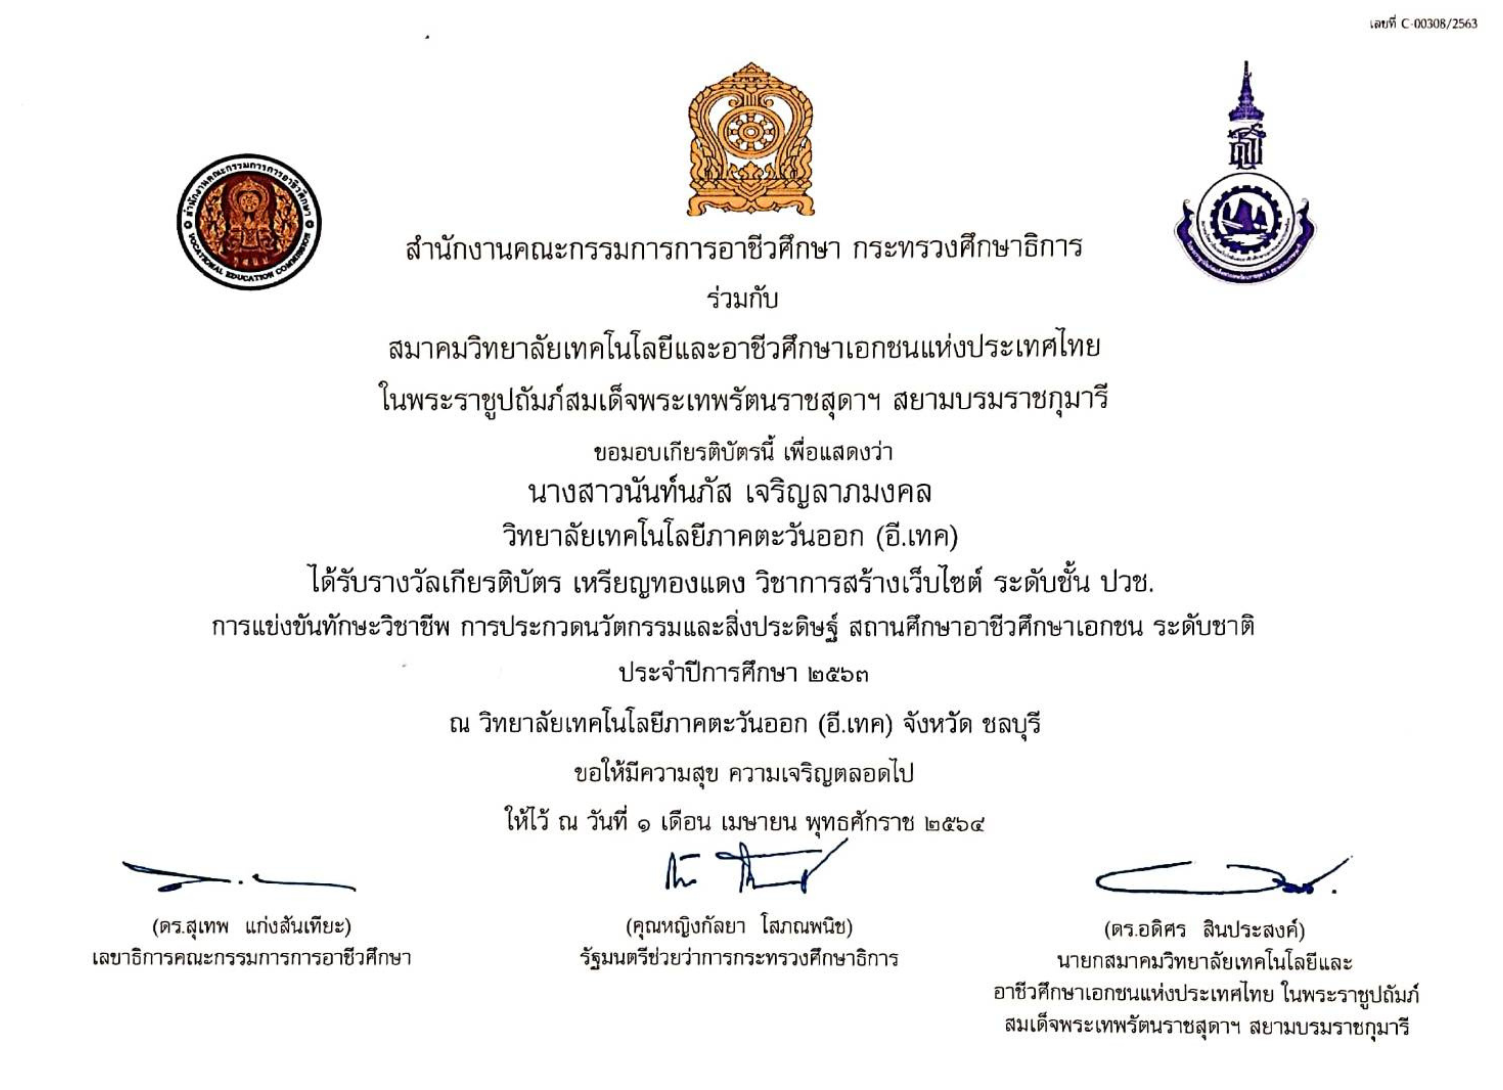 เลขที่ C-00308/2563
สำนักงานคณะกรรมการการอาชีวศึกษา
VOCATIONAL EDUCATION COMMISSION
สำนักงานคณะกรรมการการอาชีวศึกษา กระทรวงศึกษาธิการ
ร่วมกับ
สมาคมวิทยาลัยเทคโนโลยีและอาชีวศึกษาเอกชนแห่งประเทศไทย
ในพระราชูปถัมภ์สมเด็จพระเทพรัตนราชสุดาฯ สยามบรมราชกุมารี
ขอมอบเกียรติบัตรนี้ เพื่อแสดงว่า
นางสาวนันท์นภัส เจริญลาภมงคล
วิทยาลัยเทคโนโลยีภาคตะวันออก (อี.เทค)
ได้รับรางวัลเกียรติบัตร เหรียญทองแดง วิชาการสร้างเว็บไซต์ ระดับชั้น ปวช.
การแข่งขันทักษะวิชาชีพ การประกวดนวัตกรรมและสิ่งประดิษฐ์ สถานศึกษาอาชีวศึกษาเอกชน ระดับชาติ
ประจำปีการศึกษา ๒๕๖๓
ณ วิทยาลัยเทคโนโลยีภาคตะวันออก (อี.เทค) จังหวัด ชลบุรี
ขอให้มีความสุข ความเจริญตลอดไป
ให้ไว้ ณ วันที่ ๑ เดือน เมษายน พุทธศักราช ๒๕๖๔
(ดร.สุเทพ แก่งสันเทียะ)
เลขาธิการคณะกรรมการการอาชีวศึกษา
(คุณหญิงกัลยา โสภณพนิช)
รัฐมนตรีช่วยว่าการกระทรวงศึกษาธิการ
(ดร.อดิศร สินประสงค์)
นายกสมาคมวิทยาลัยเทคโนโลยีและ
อาชีวศึกษาเอกชนแห่งประเทศไทย ในพระราชูปถัมภ์
สมเด็จพระเทพรัตนราชสุดาฯ สยามบรมราชกุมารี